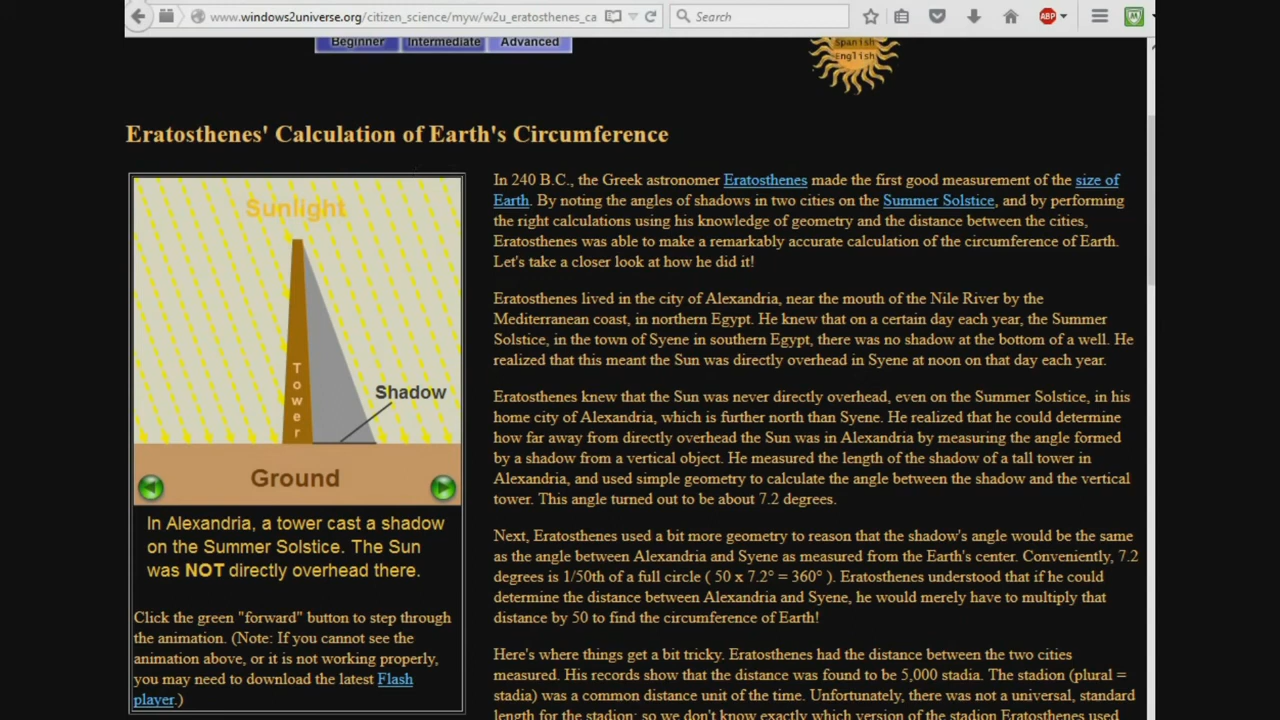 www.windows2universe.org/citizen_science/myw/w2u_eratosthenes_ca
Search
ABP
Beginner
Intermediate
Advanced
Spanish
English
Eratosthenes' Calculation of Earth's Circumference
Sunlight
Tower
Shadow
Ground
In Alexandria, a tower cast a shadow
on the Summer Solstice. The Sun
was NOT directly overhead there.
Click the green "forward" button to step through
the animation. (Note: If you cannot see the
animation above, or it is not working properly,
you may need to download the latest Flash
player.)
In 240 B.C., the Greek astronomer Eratosthenes made the first good measurement of the size of
Earth. By noting the angles of shadows in two cities on the Summer Solstice, and by performing
the right calculations using his knowledge of geometry and the distance between the cities,
Eratosthenes was able to make a remarkably accurate calculation of the circumference of Earth.
Let's take a closer look at how he did it!
Eratosthenes lived in the city of Alexandria, near the mouth of the Nile River by the
Mediterranean coast, in northern Egypt. He knew that on a certain day each year, the Summer
Solstice, in the town of Syene in southern Egypt, there was no shadow at the bottom of a well. He
realized that this meant the Sun was directly overhead in Syene at noon on that day each year.
Eratosthenes knew that the Sun was never directly overhead, even on the Summer Solstice, in his
home city of Alexandria, which is further north than Syene. He realized that he could determine
how far away from directly overhead the Sun was in Alexandria by measuring the angle formed
by a shadow from a vertical object. He measured the length of the shadow of a tall tower in
Alexandria, and used simple geometry to calculate the angle between the shadow and the vertical
tower. This angle turned out to be about 7.2 degrees.
Next, Eratosthenes used a bit more geometry to reason that the shadow's angle would be the same
as the angle between Alexandria and Syene as measured from the Earth's center. Conveniently, 7.2
degrees is 1/50th of a full circle ( 50 x 7.2° = 360° ). Eratosthenes understood that if he could
determine the distance between Alexandria and Syene, he would merely have to multiply that
distance by 50 to find the circumference of Earth!
Here's where things get a bit tricky. Eratosthenes had the distance between the two cities
measured. His records show that the distance was found to be 5,000 stadia. The stadion (plural =
stadia) was a common distance unit of the time. Unfortunately, there was not a universal, standard
length for the stadion; so we don't know exactly which version of the stadion Eratosthenes used